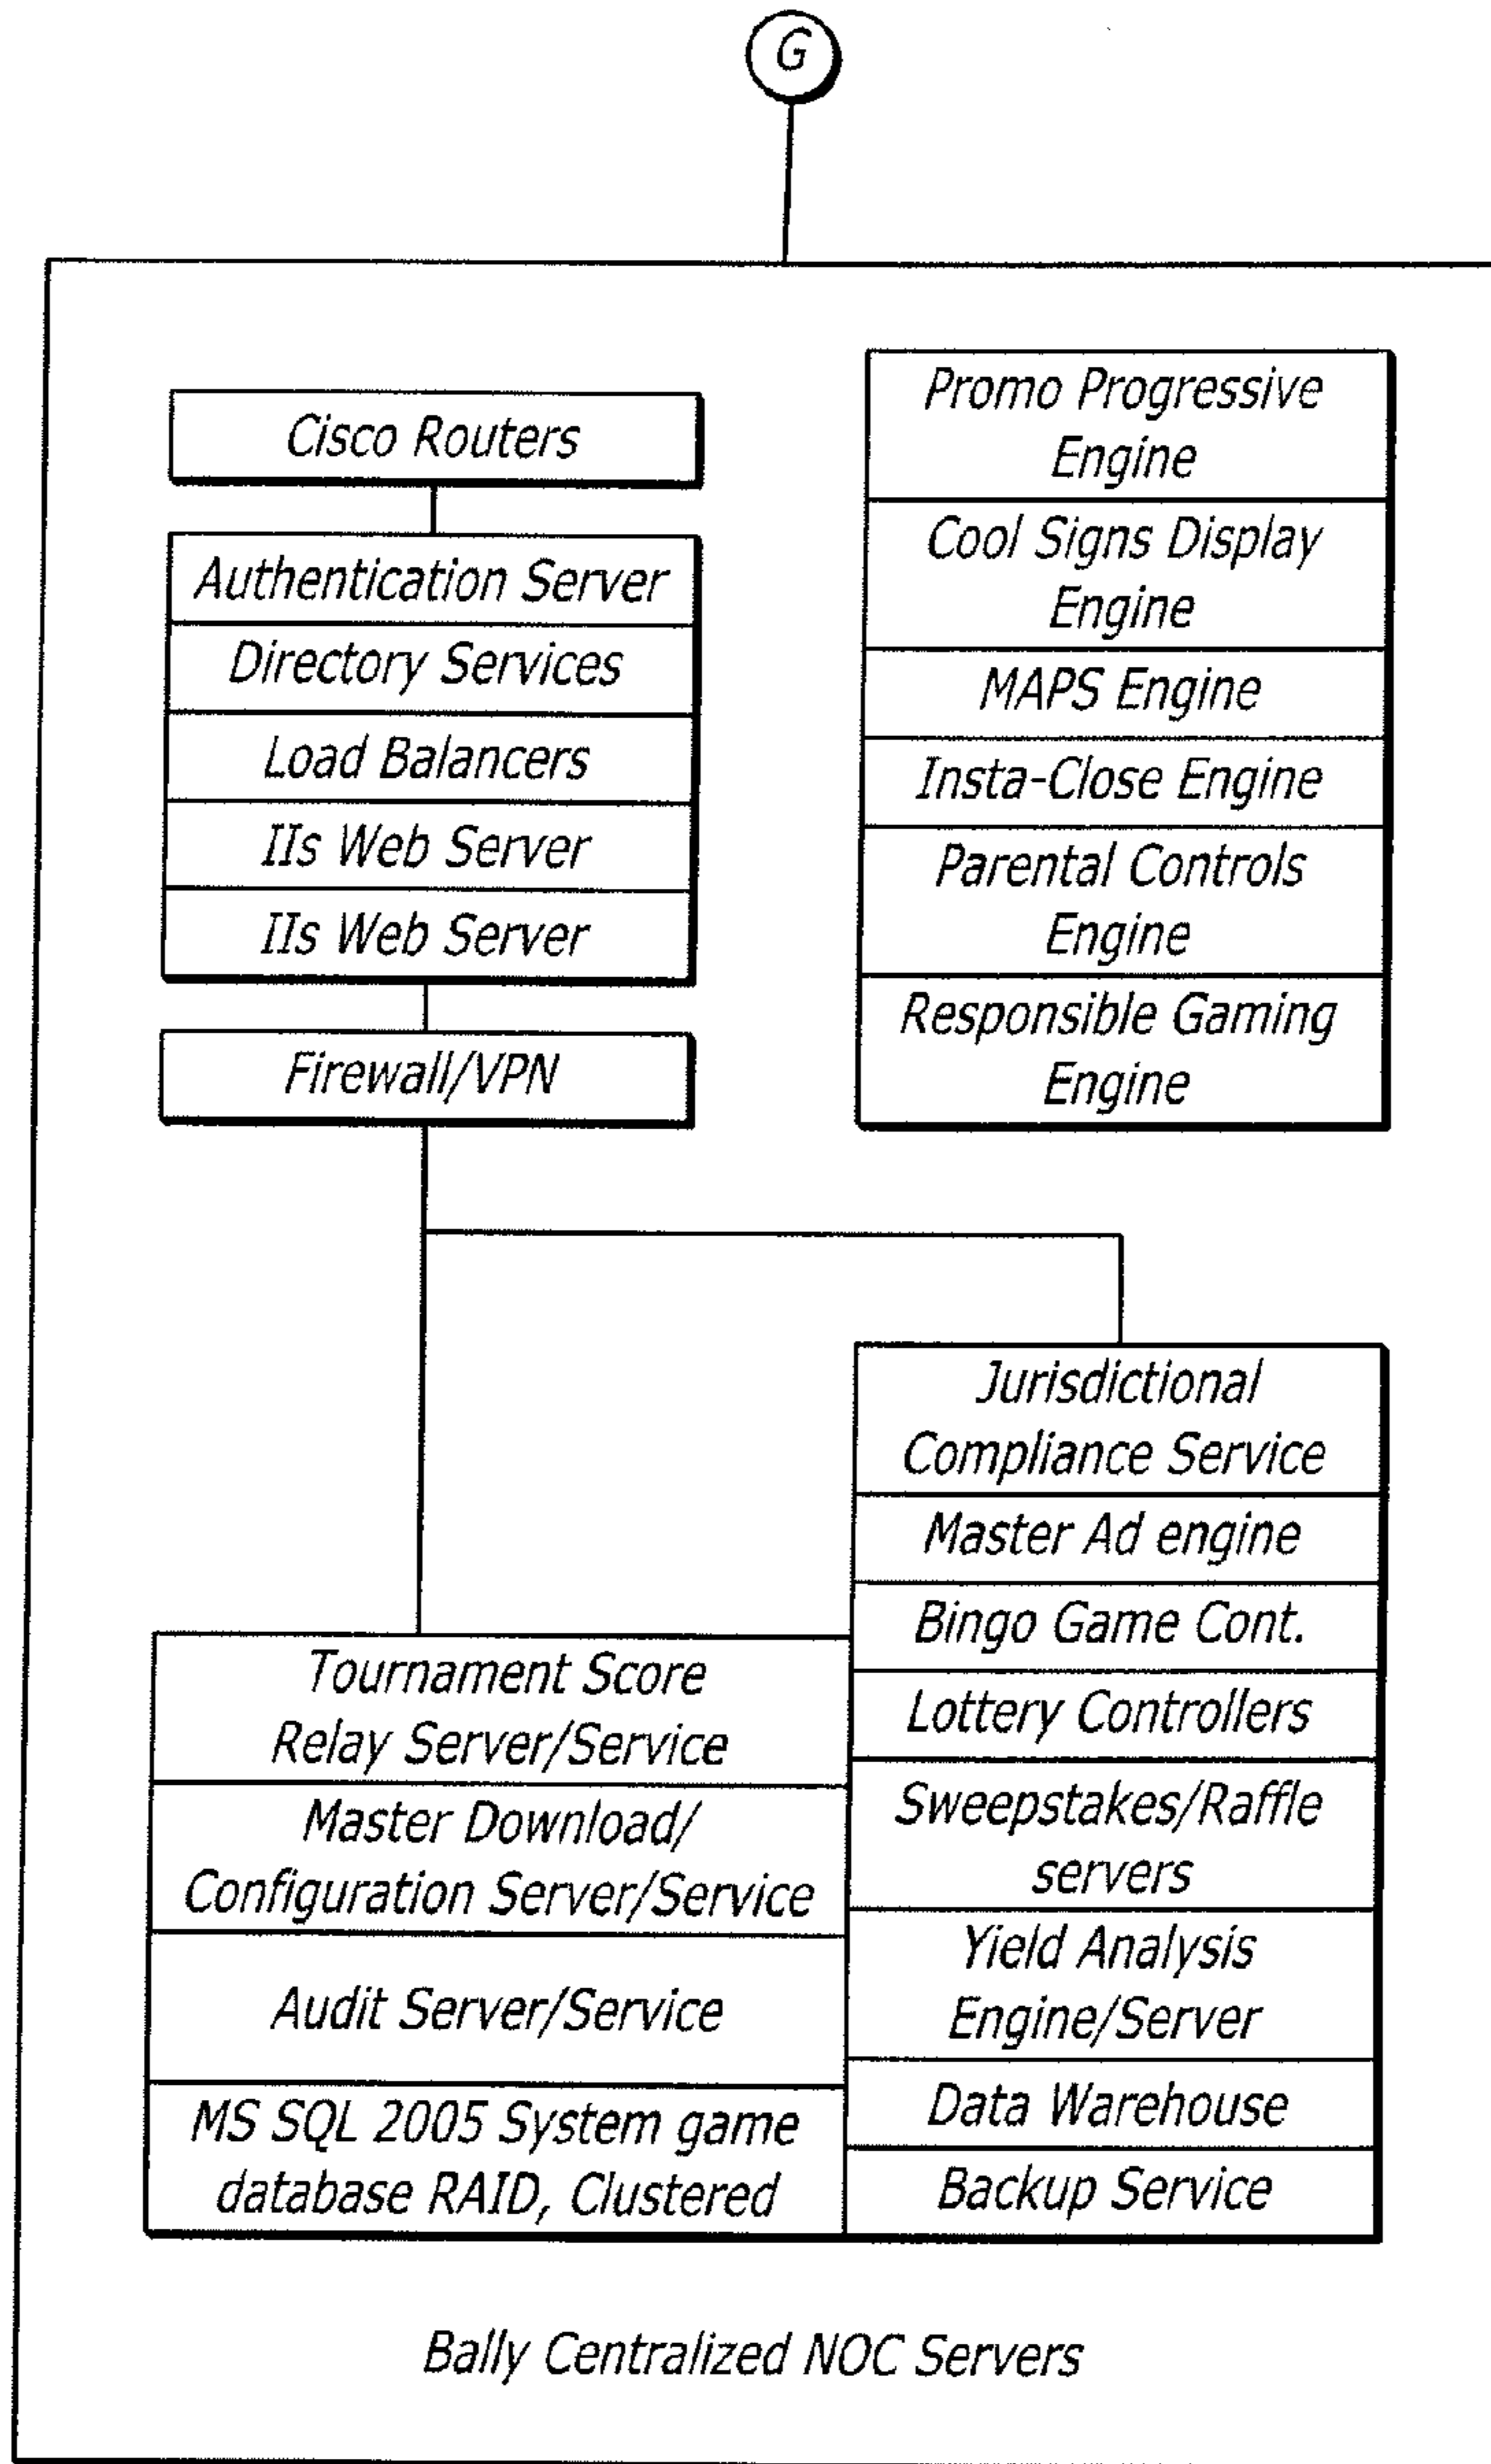 G
Cisco Routers
Authentication Server
Directory Services
Load Balancers
IIs Web Server
IIs Web Server
Firewall/VPN
Promo Progressive
Engine
Cool Signs Display
Engine
MAPS Engine
Insta-Close Engine
Parental Controls
Engine
Responsible Gaming
Engine
Tournament Score
Relay Server/Service
Master Download/
Configuration Server/Service
Audit Server/Service
MS SQL 2005 System game
database RAID, Clustered
Jurisdictional
Compliance Service
Master Ad engine
Bingo Game Cont.
Lottery Controllers
Sweepstakes/Raffle
servers
Yield Analysis
Engine/Server
Data Warehouse
Backup Service
Bally Centralized NOC Servers